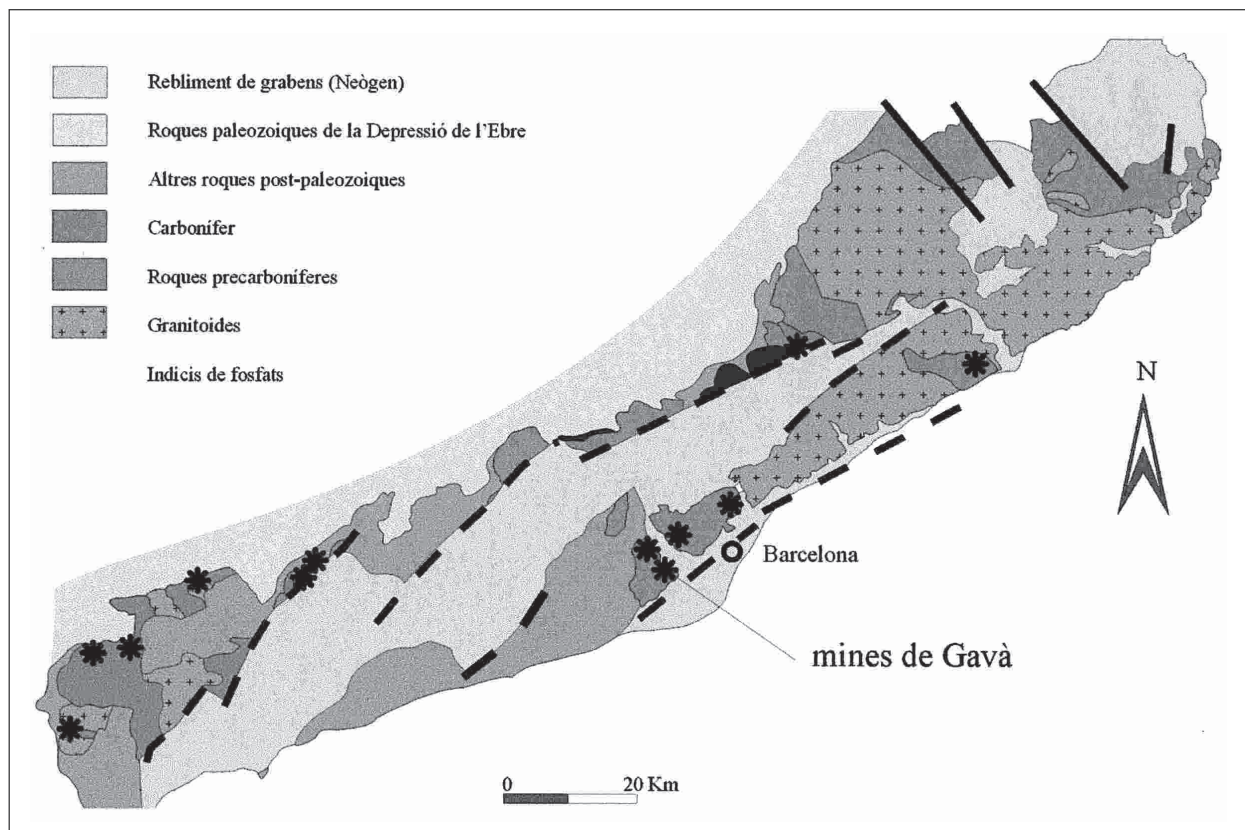 Rebliment de grabens (Neògen)
Roques paleozoiques de la Depressió de l'Ebre
Altres roques post-paleozoiques
Carbonífer
Roques precarboníferes
Granitoides
Indicis de fosfats
N
Barcelona
mines de Gavà
0 20 Km